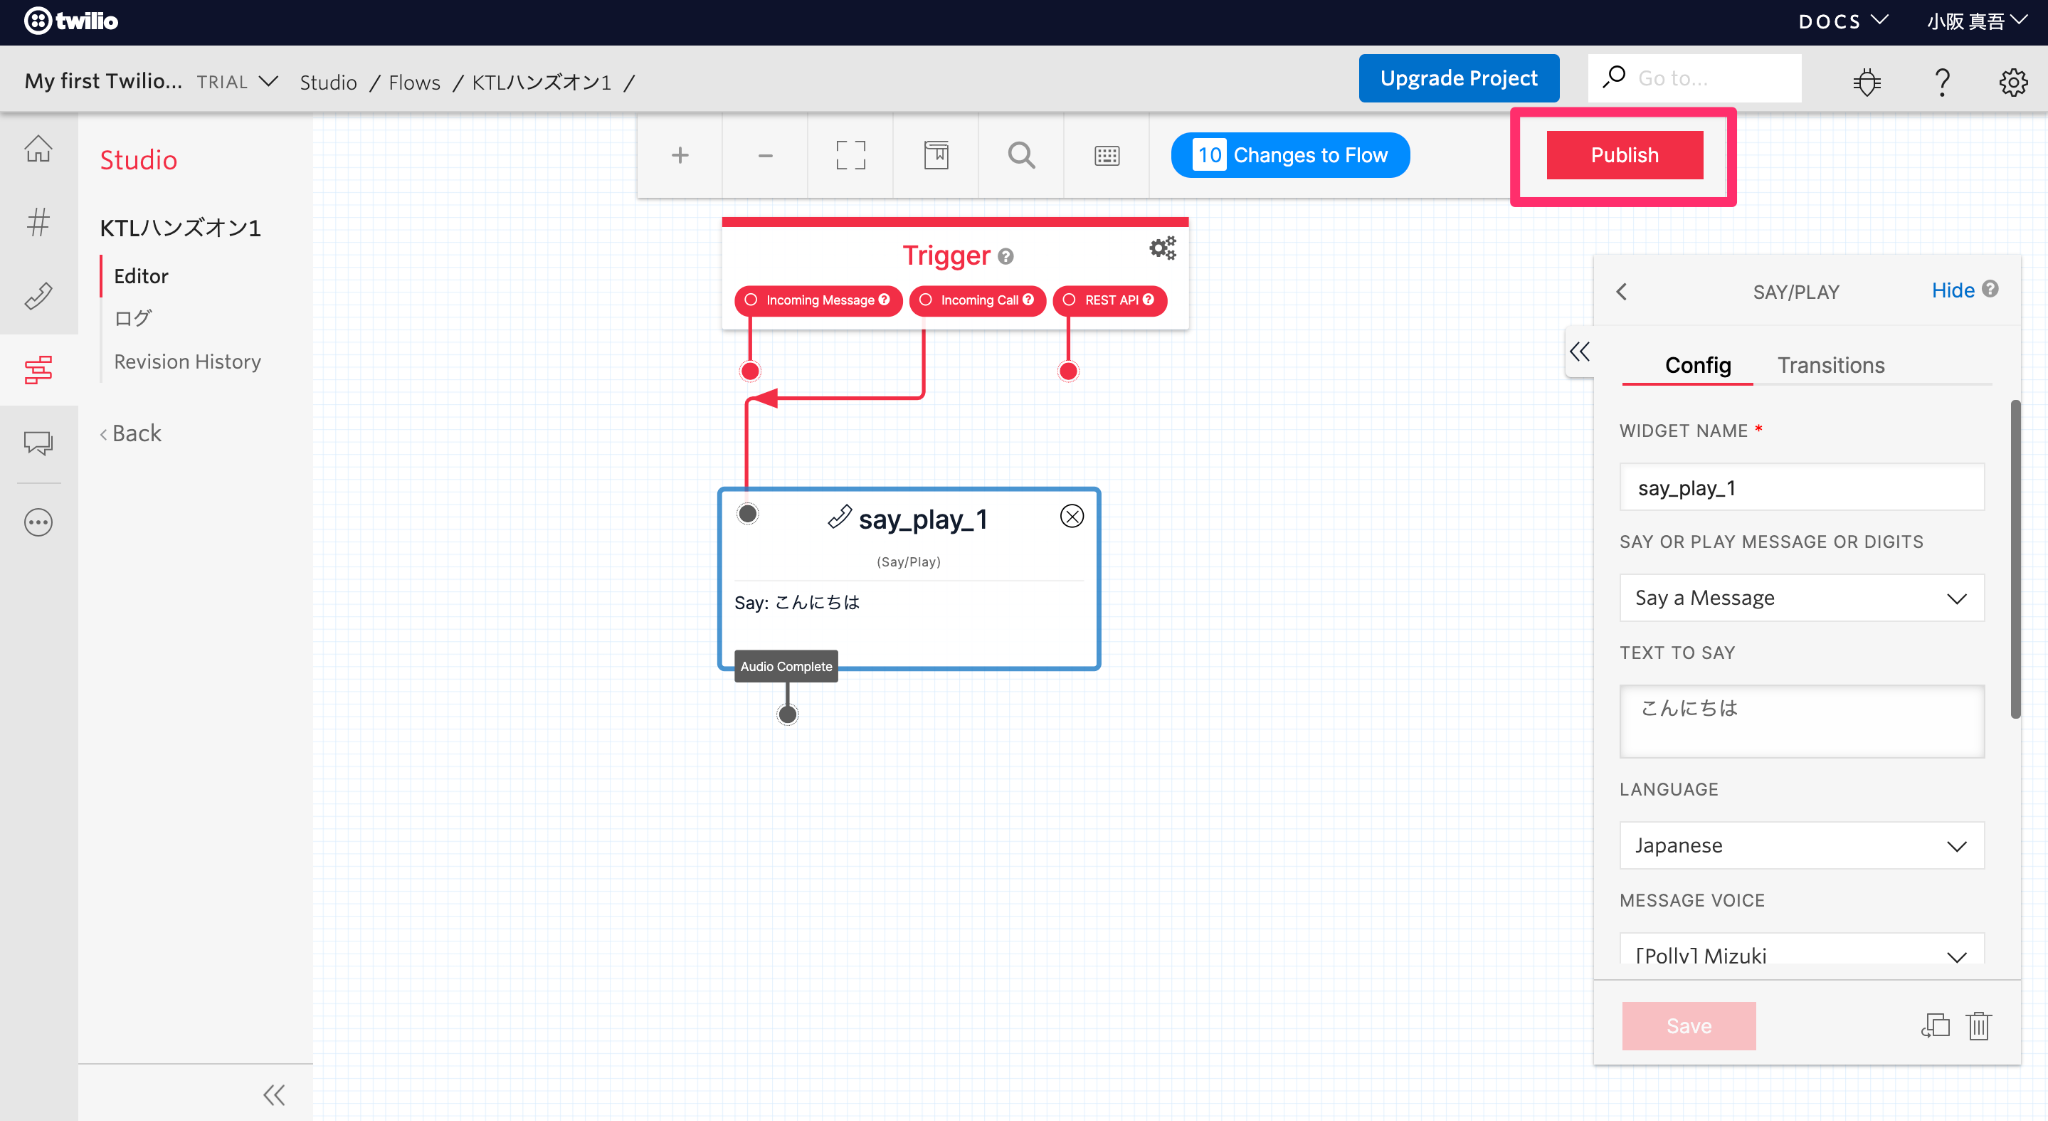 twilio
DOCS
小阪 真吾
My first Twilio... TRIAL
Studio / Flows / KTLハンズオン1 /
Upgrade Project
Go to...
Studio
KTLハンズオン1
Editor
ログ
Revision History
Back
10 Changes to Flow
Publish
Trigger
Incoming Message
Incoming Call
REST API
say_play_1
(Say/Play)
Say: こんにちは
Audio Complete
SAY/PLAY
Hide
Config
Transitions
WIDGET NAME *
say_play_1
SAY OR PLAY MESSAGE OR DIGITS
Say a Message
TEXT TO SAY
こんにちは
LANGUAGE
Japanese
MESSAGE VOICE
[Polly] Mizuki
Save